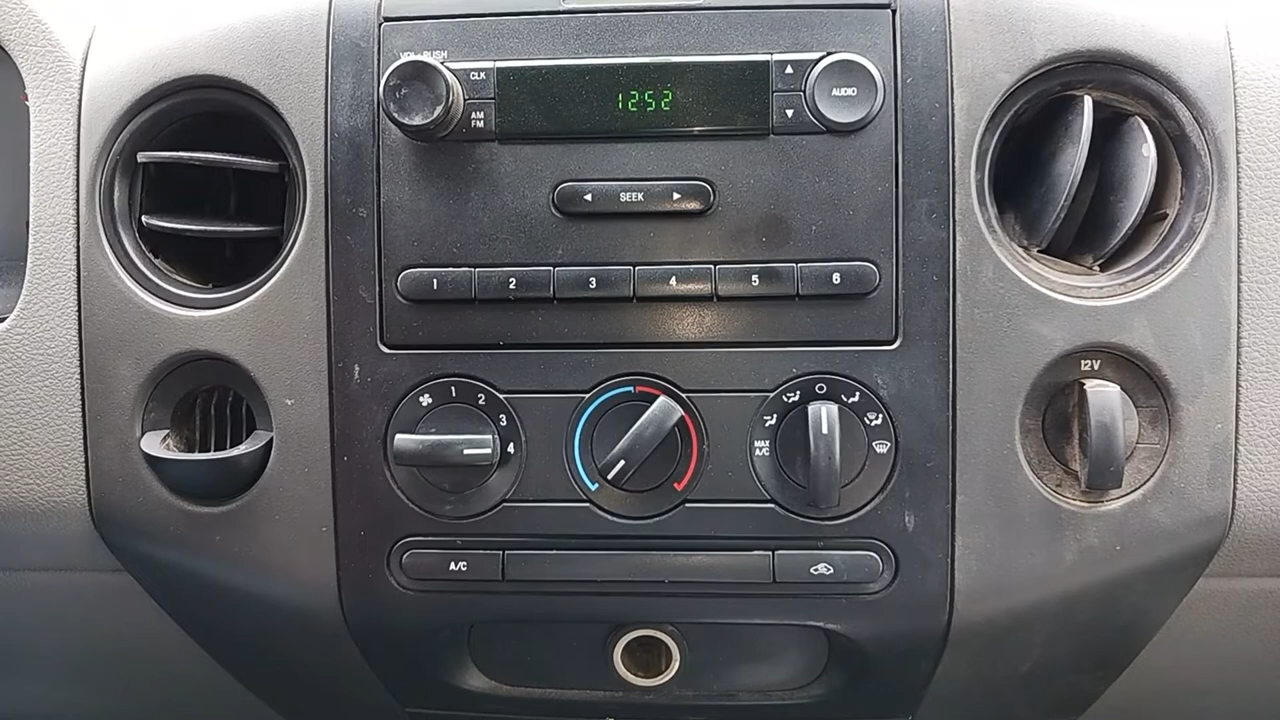 VOL-PUSH
CLK
AM
FM
12:52
▲
▼
AUDIO
◄ SEEK ►
1 2 3 4 5 6
1 2 3 4
MAX
A/C
O
A/C
12V